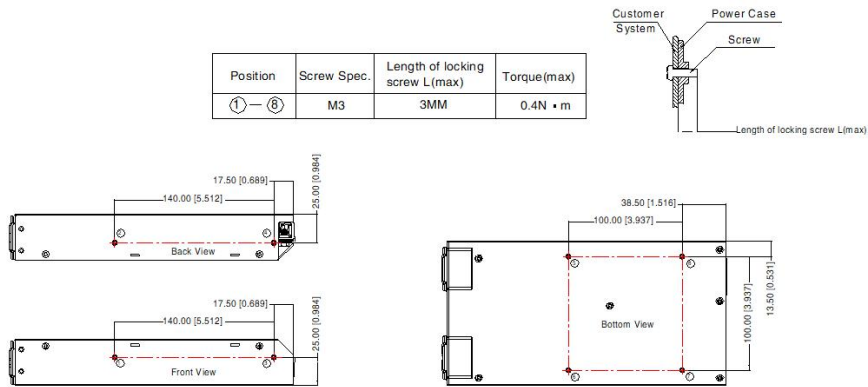 Customer
System
Power Case
Screw
Length of locking screw L(max)
Position
Screw Spec.
Length of locking
screw L(max)
Torque(max)
①—⑧
M3
3MM
0.4N▪m
17.50 [0.689]
140.00 [5.512]
25.00 [0.984]
Back View
17.50 [0.689]
140.00 [5.512]
25.00 [0.984]
Front View
38.50 [1.516]
100.00 [3.937]
13.50 [0.531]
100.00 [3.937]
Bottom View